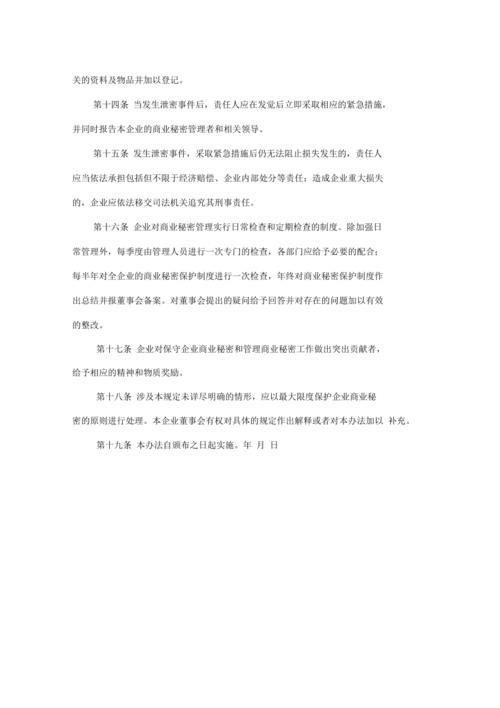 关的资料及物品并加以登记。
第十四条 当发生泄密事件后，责任人应在发觉后立即采取相应的紧急措施，
并同时报告本企业的商业秘密管理者和相关领导。
第十五条 发生泄密事件，采取紧急措施后仍无法阻止损失发生的，责任人
应当依法承担包括但不限于经济赔偿、企业内部处分等责任；造成企业重大损失
的，企业应依法移交司法机关追究其刑事责任。
第十六条 企业对商业秘密管理实行日常检查和定期检查的制度。除加强日
常管理外，每季度由管理人员进行一次专门的检查，各部门应给予必要的配合；
每半年对全企业的商业秘密保护制度进行一次检查，年终对商业秘密保护制度作
出总结并报董事会备案。对董事会提出的疑问给予回答并对存在的问题加以有效
的整改。
第十七条 企业对保守企业商业秘密和管理商业秘密工作做出突出贡献者，
给予相应的精神和物质奖励。
第十八条 涉及本规定未详尽明确的情形，应以最大限度保护企业商业秘
密的原则进行处理。本企业董事会有权对具体的规定作出解释或者对本办法加以 补充。
第十九条 本办法自颁布之日起实施。年 月 日